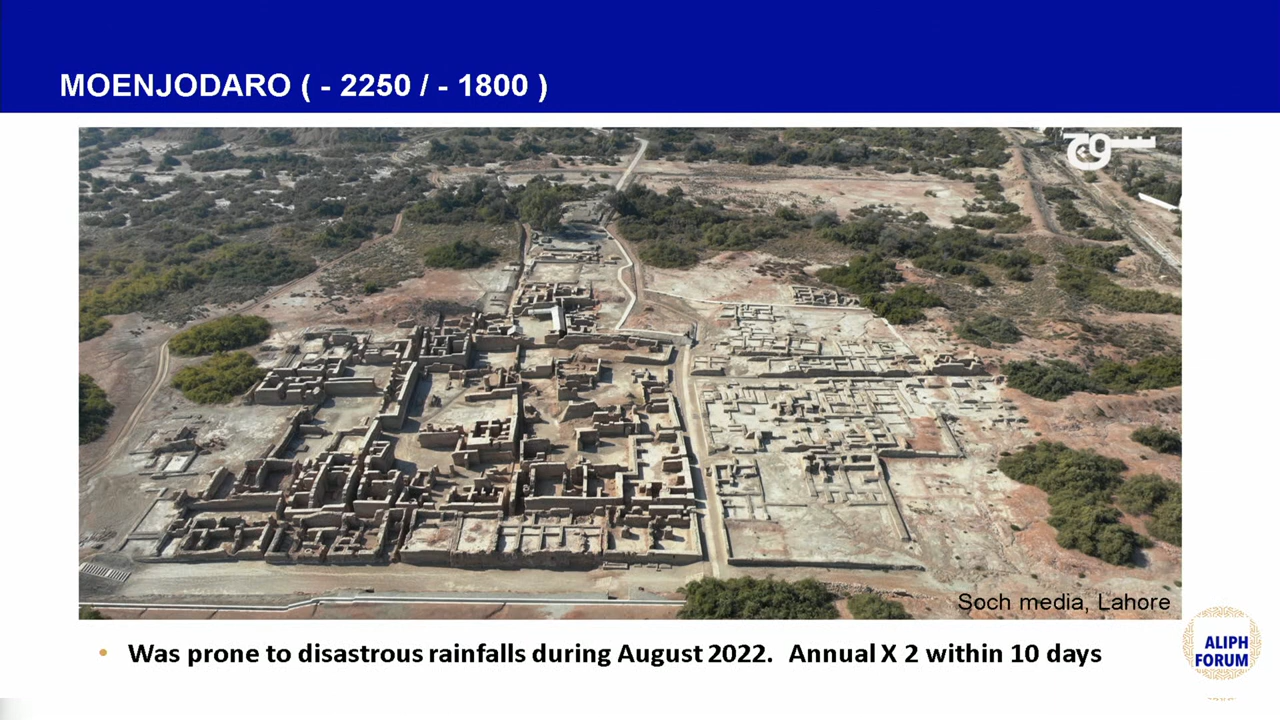 MOENJODARO ( - 2250 / - 1800 )
سوچ
Soch media, Lahore
• Was prone to disastrous rainfalls during August 2022. Annual X 2 within 10 days
ALIPH
FORUM